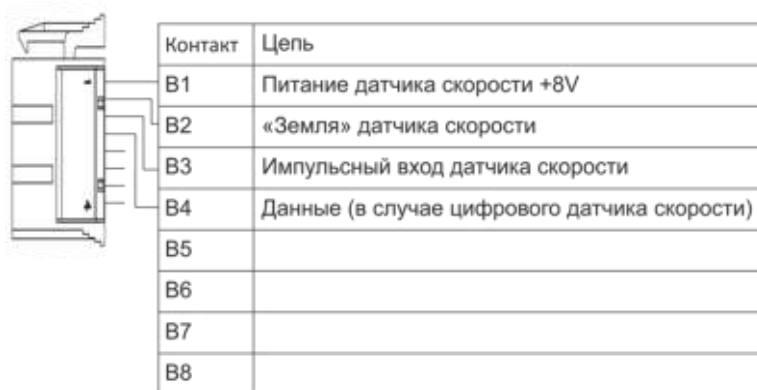 Контакт Цепь
B1 Питание датчика скорости +8V
B2 «Земля» датчика скорости
B3 Импульсный вход датчика скорости
B4 Данные (в случае цифрового датчика скорости)
B5
B6
B7
B8